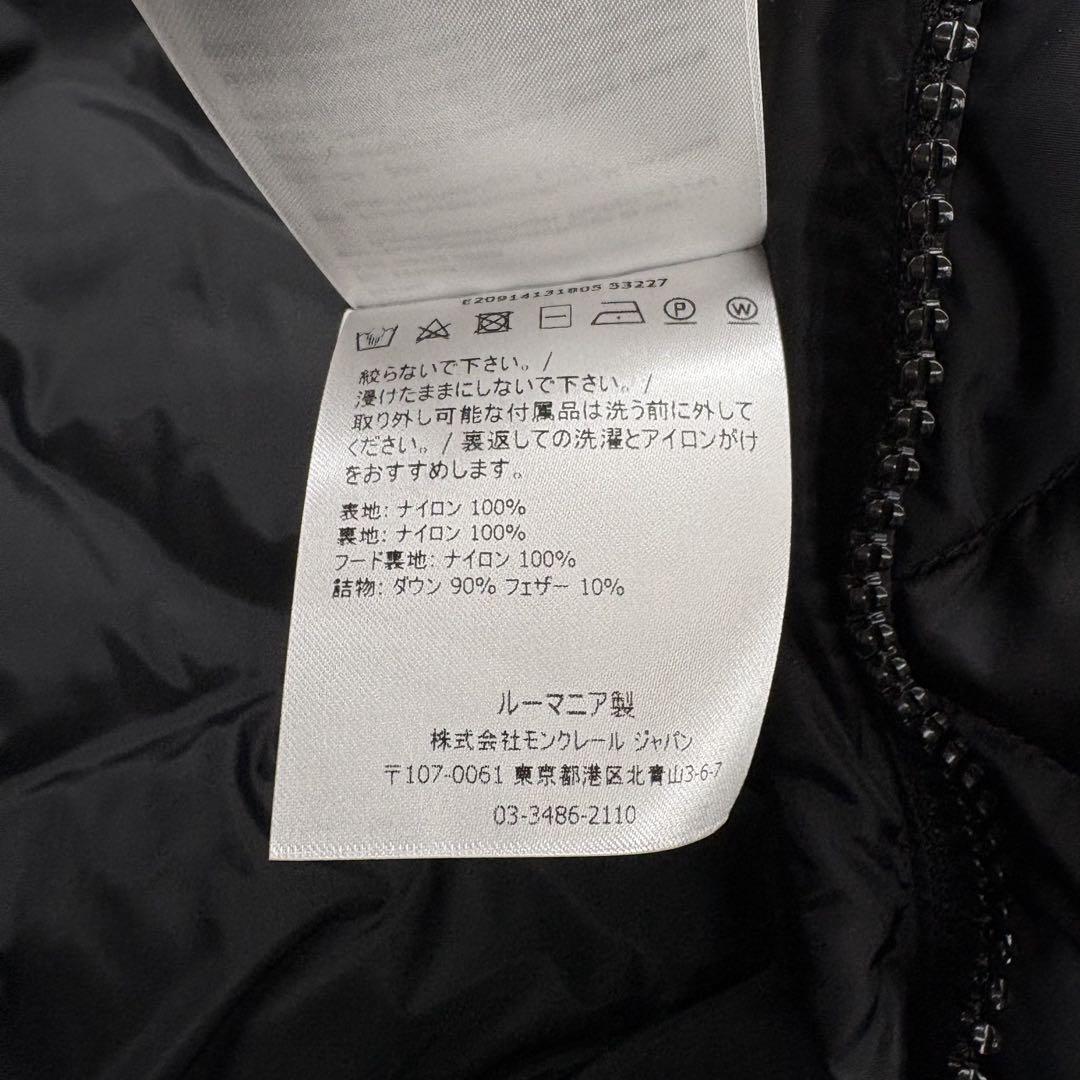 E20914131805 53227
P W
絞らないで下さい。/
浸けたままにしないで下さい。/
取り外し可能な付属品は洗う前に外して
ください。/ 裏返しての洗濯とアイロンがけ
をおすすめします。
表地: ナイロン 100%
裏地: ナイロン 100%
フード裏地: ナイロン 100%
詰物: ダウン 90% フェザー 10%
ルーマニア製
株式会社モンクレール ジャパン
〒107-0061 東京都港区北青山3-6-7
03-3486-2110